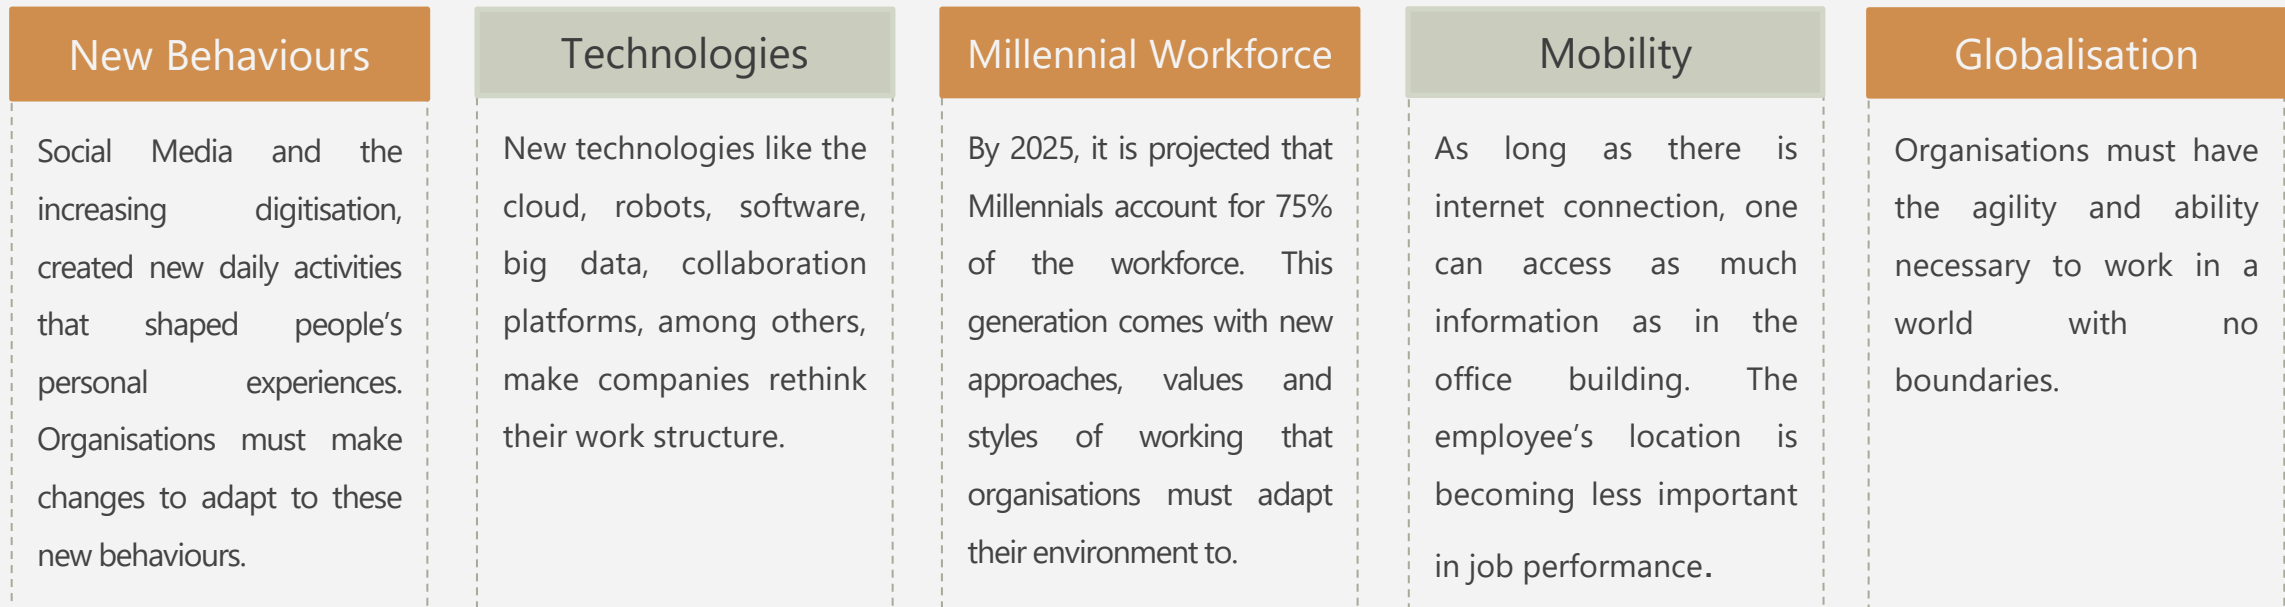 New Behaviours
Social Media and the
increasing digitisation,
created new daily activities
that shaped people's
personal experiences.
Organisations must make
changes to adapt to these
new behaviours.
Technologies
New technologies like the
cloud, robots, software,
big data, collaboration
platforms, among others,
make companies rethink
their work structure.
Millennial Workforce
By 2025, it is projected that
Millennials account for 75%
of the workforce. This
generation comes with new
approaches, values and
styles of working that
organisations must adapt
their environment to.
Mobility
As long as there is
internet connection, one
can access as much
information as in the
office building. The
employee's location is
becoming less important
in job performance.
Globalisation
Organisations must have
the agility and ability
necessary to work in a
world with no
boundaries.